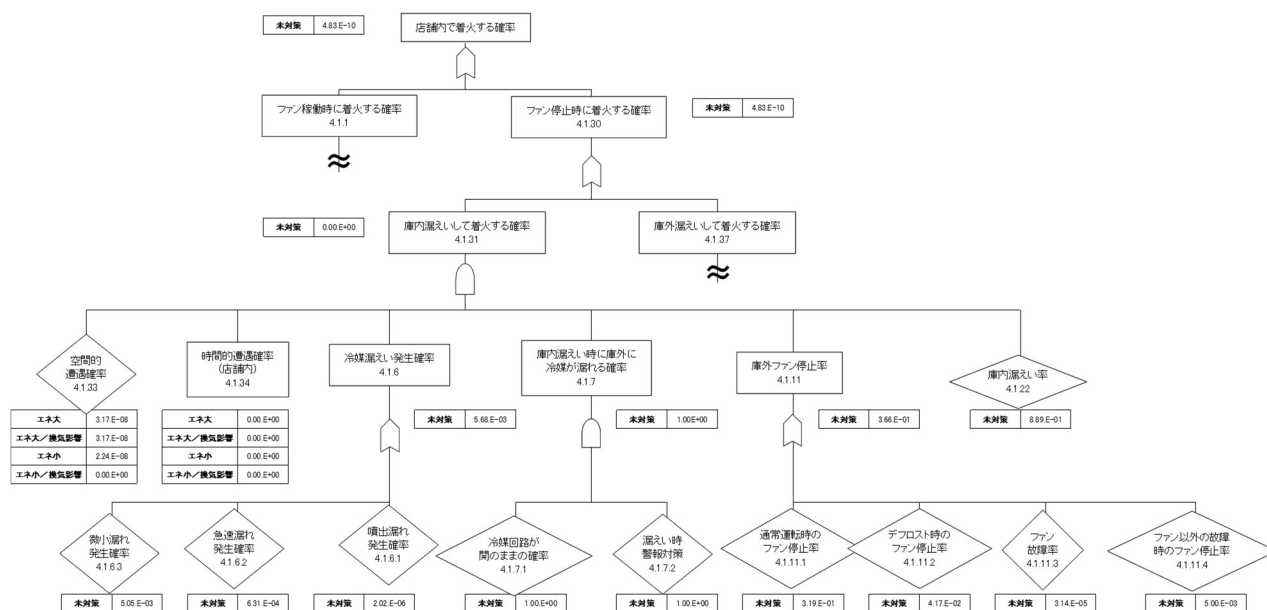 未対策 4.83.E-10
店舗内で着火する確率
ファン稼働時に着火する確率
4.1.1
ファン停止時に着火する確率
4.1.30
未対策 4.83.E-10
未対策 0.00.E+00
庫内漏えいして着火する確率
4.1.31
庫外漏えいして着火する確率
4.1.37
空間的
遭遇確率
4.1.33
時間的遭遇確率
(店舗内)
4.1.34
冷媒漏えい発生確率
4.1.6
庫内漏えい時に庫外に
冷媒が漏れる確率
4.1.7
庫外ファン停止率
4.1.11
庫内漏えい率
4.1.22
エネ大 3.17.E-08
エネ大/換気影響 3.17.E-08
エネ小 2.24.E-08
エネ小/換気影響 0.00.E+00
エネ大 0.00.E+00
エネ大/換気影響 0.00.E+00
エネ小 0.00.E+00
エネ小/換気影響 0.00.E+00
未対策 5.68.E-03
未対策 1.00.E+00
未対策 3.66.E-01
未対策 8.89.E-01
微小漏れ
発生確率
4.1.6.3
急速漏れ
発生確率
4.1.6.2
噴出漏れ
発生確率
4.1.6.1
冷媒回路が
開のままの確率
4.1.7.1
漏えい時
警報対策
4.1.7.2
通常運転時の
ファン停止率
4.1.11.1
デフロスト時の
ファン停止率
4.1.11.2
ファン
故障率
4.1.11.3
ファン以外の故障
時のファン停止率
4.1.11.4
未対策 5.05.E-03
未対策 6.31.E-04
未対策 2.02.E-06
未対策 1.00.E+00
未対策 1.00.E+00
未対策 3.19.E-01
未対策 4.17.E-02
未対策 3.14.E-05
未対策 5.00.E-03